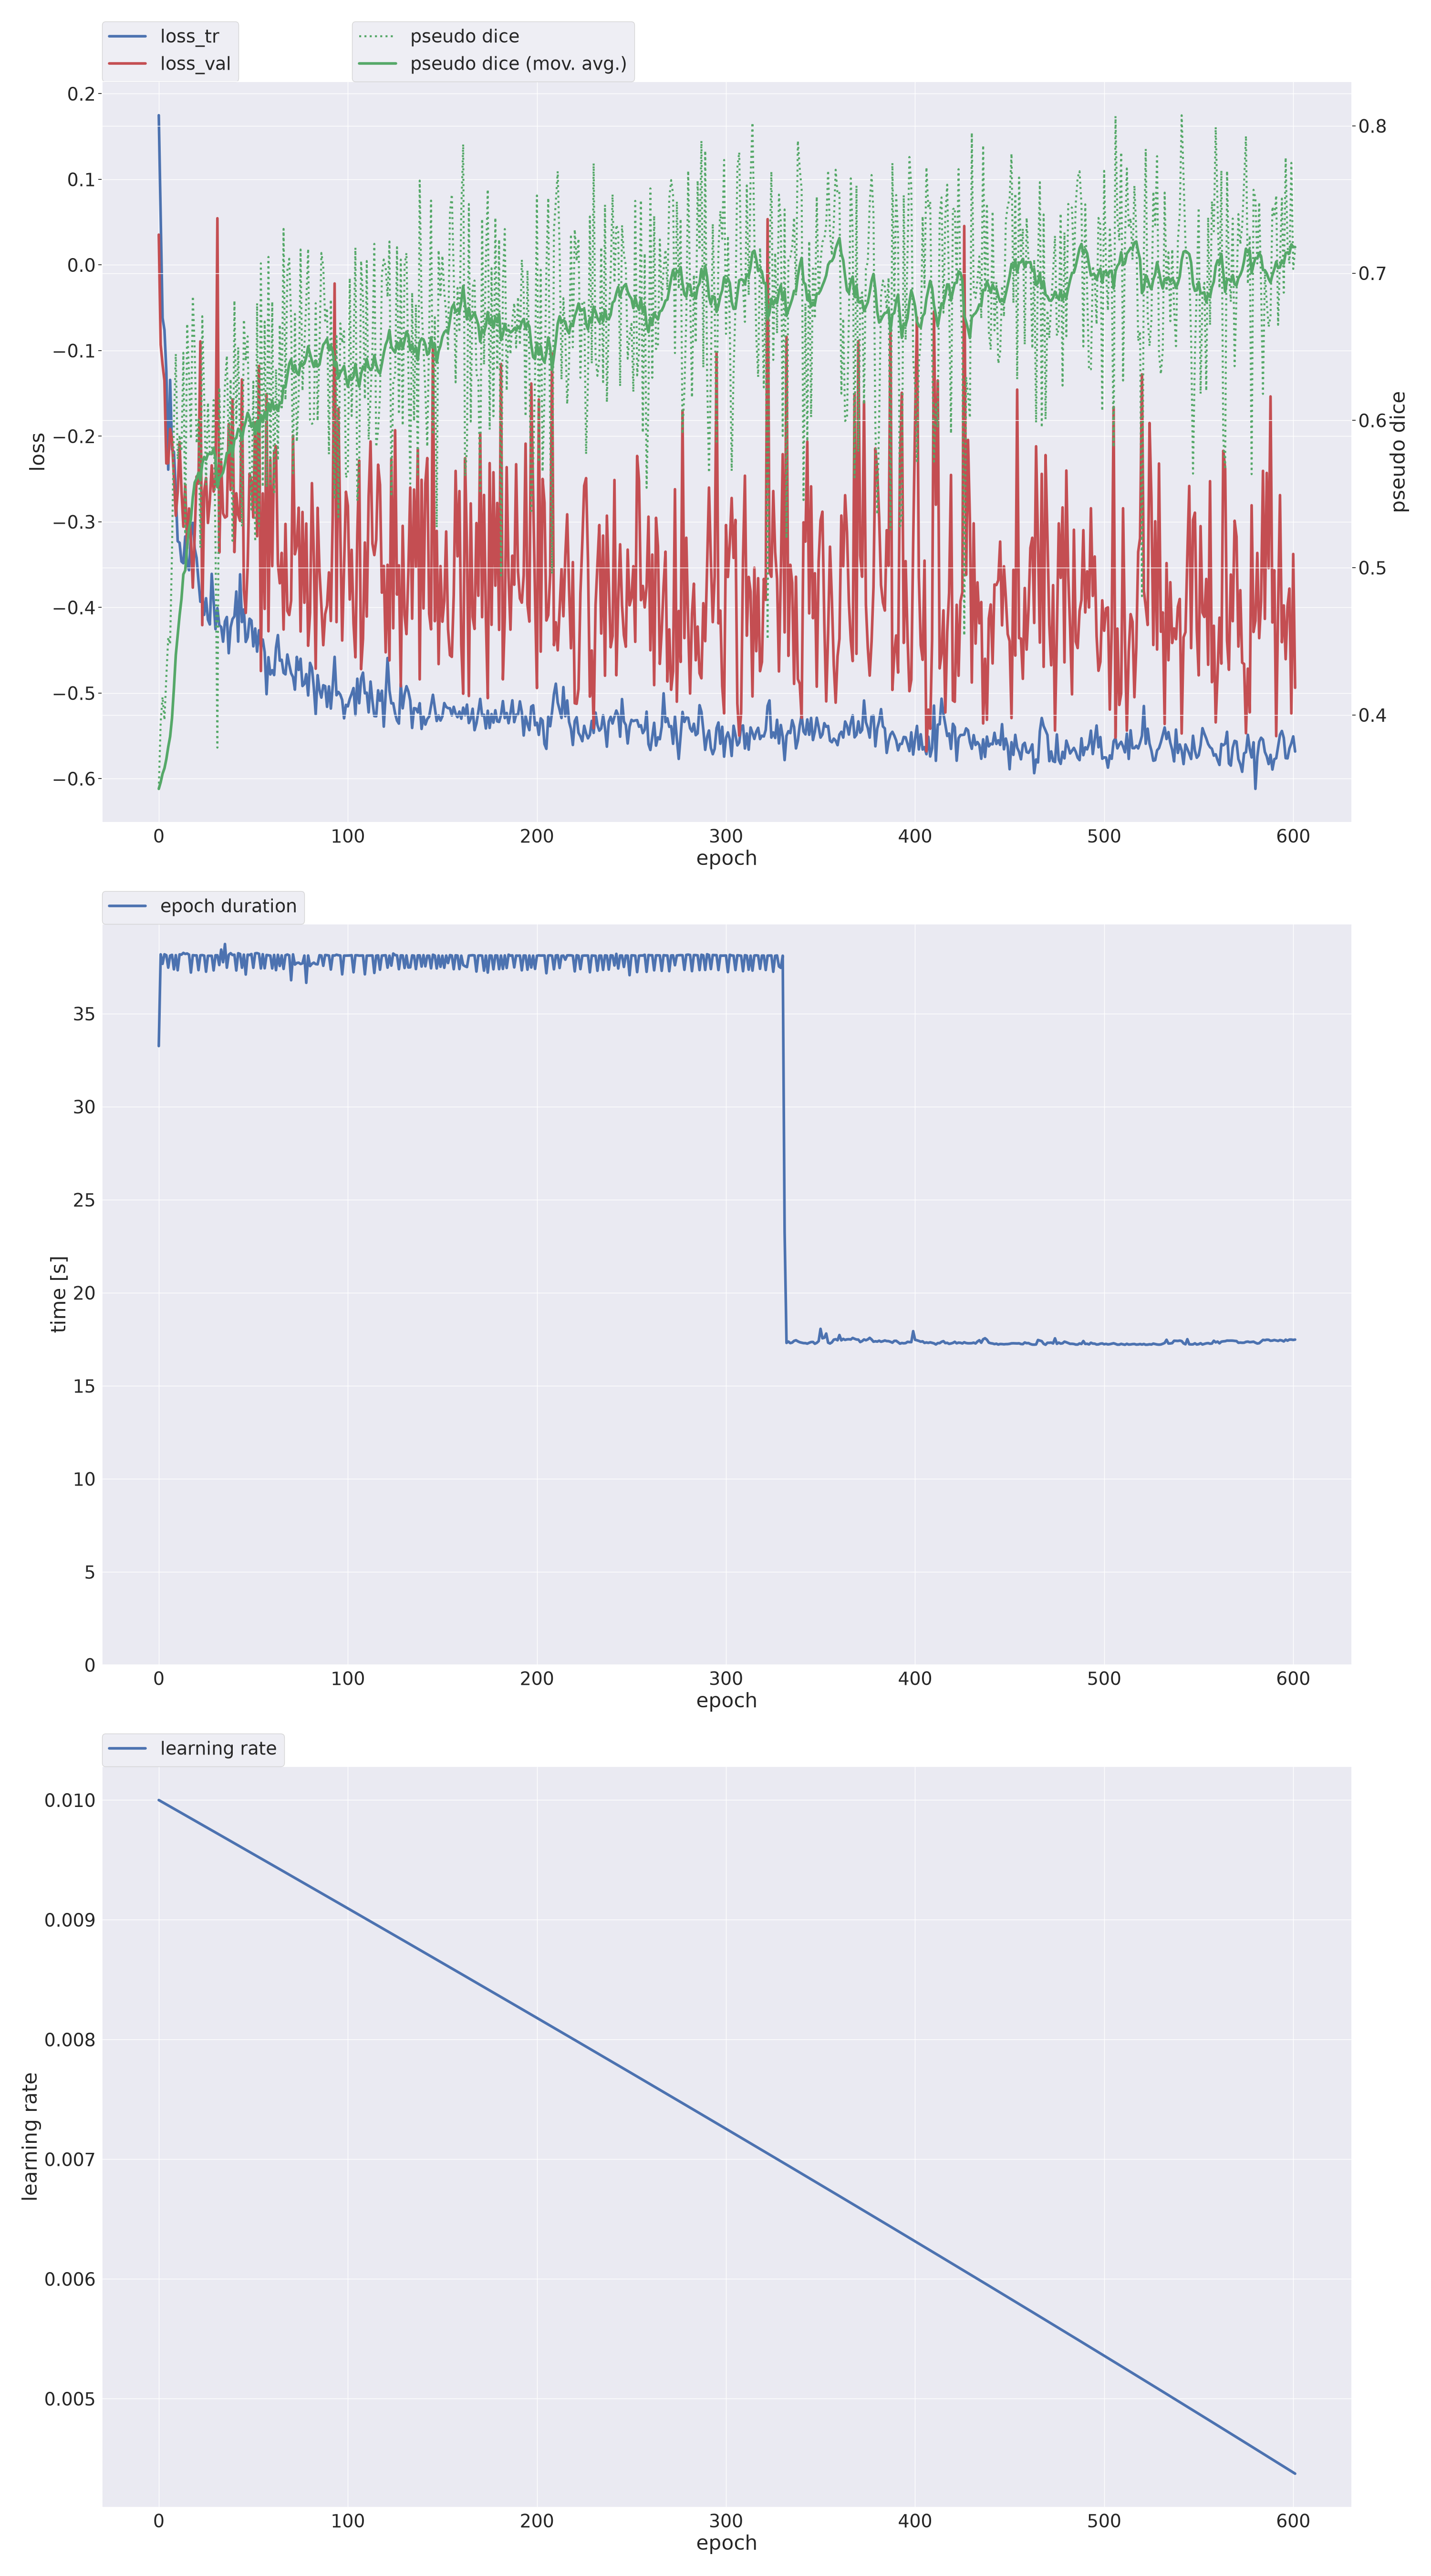 loss_tr
loss_val
pseudo dice
pseudo dice (mov. avg.)
0.2
0.1
0.0
−0.1
−0.2
−0.3
−0.4
−0.5
−0.6
loss
0.8
0.7
0.6
0.5
0.4
pseudo dice
0 100 200 300 400 500 600
epoch
epoch duration
35
30
25
20
15
10
5
0
time [s]
0 100 200 300 400 500 600
epoch
learning rate
0.010
0.009
0.008
0.007
0.006
0.005
learning rate
0 100 200 300 400 500 600
epoch